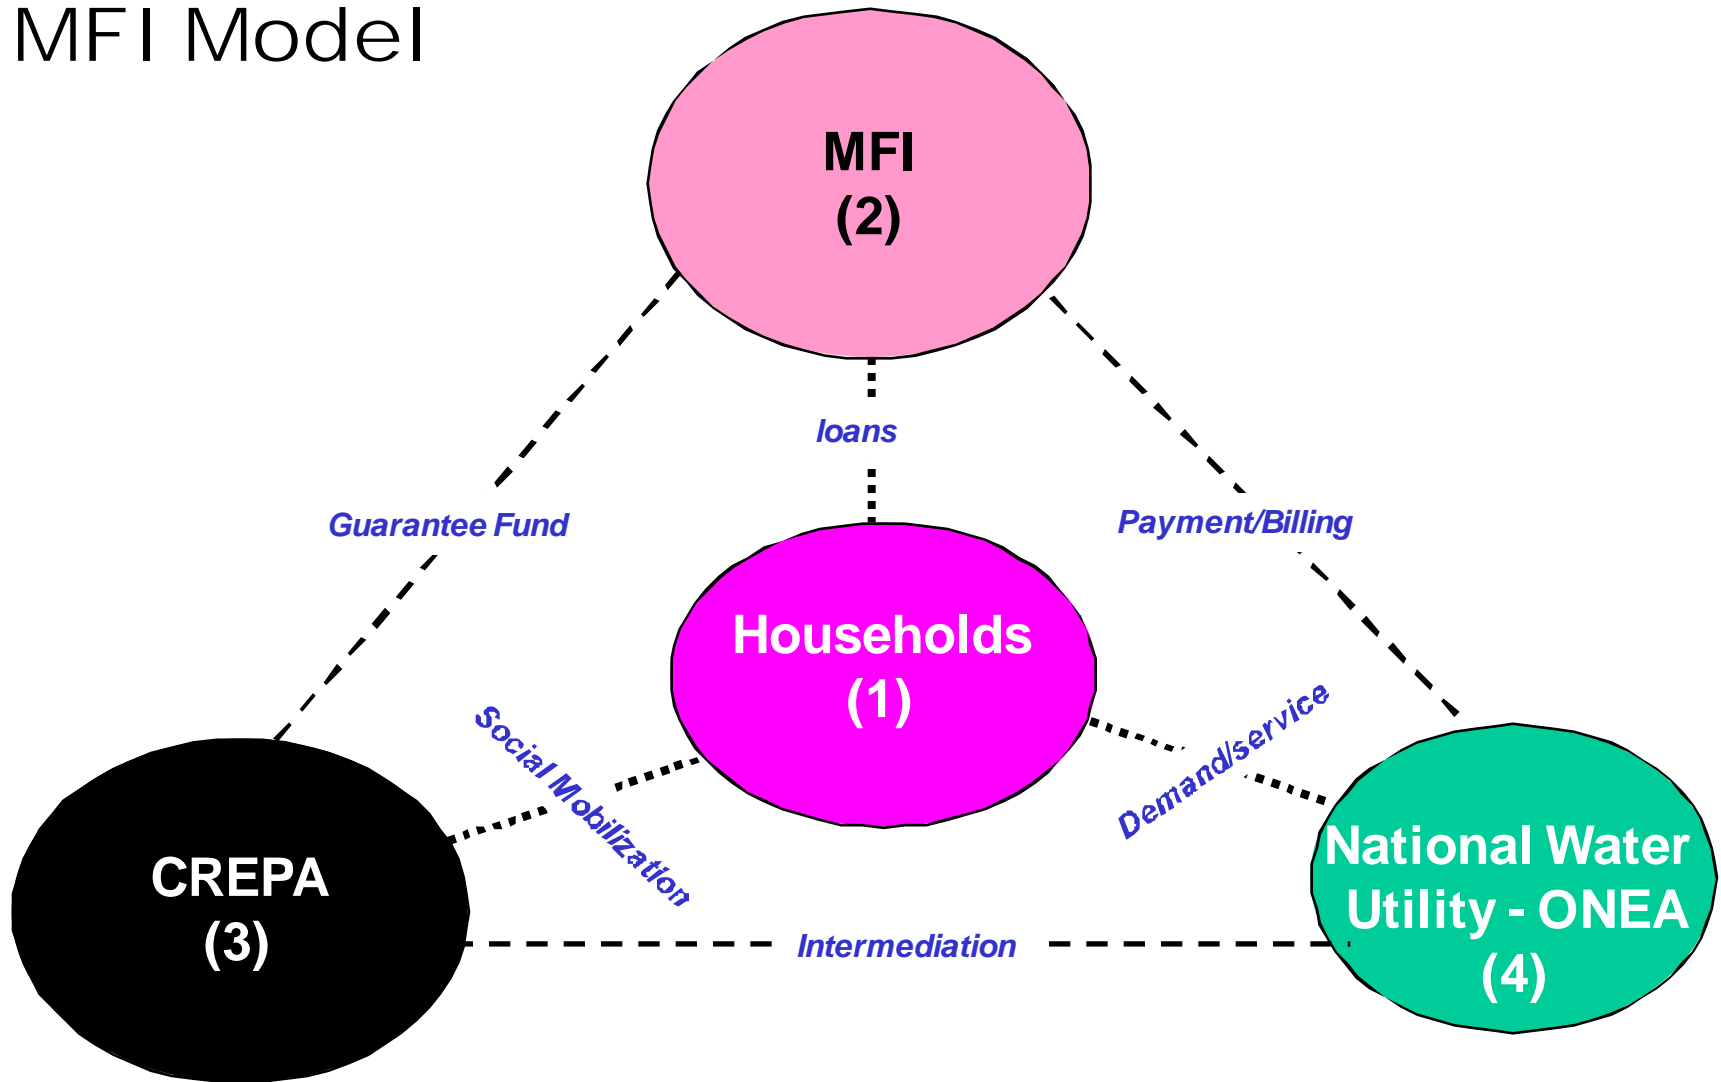 MFI Model
MFI
(2)
loans
Guarantee Fund
Payment/Billing
Households
(1)
Social Mobilization
Demand/service
CREPA
(3)
National Water
Utility - ONEA
(4)
Intermediation